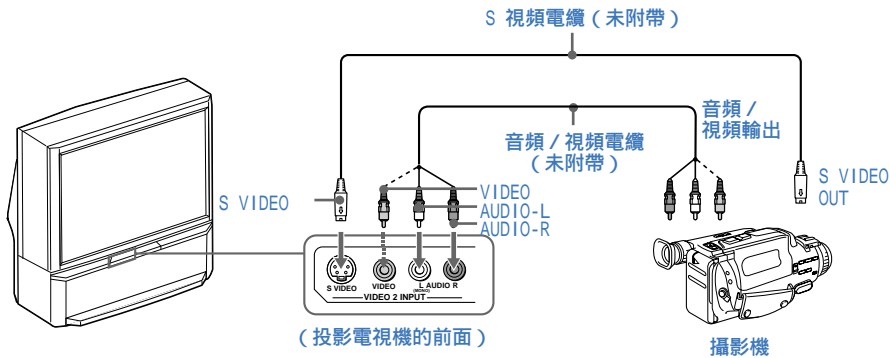 S 視頻電纜（未附帶）
音頻 /
視頻輸出
音頻 / 視頻電纜
（未附帶）
S VIDEO
OUT
S VIDEO
VIDEO
AUDIO-L
AUDIO-R
S VIDEO
VIDEO
L AUDIO R
(MONO)
VIDEO 2 INPUT
（投影電視機的前面）
攝影機